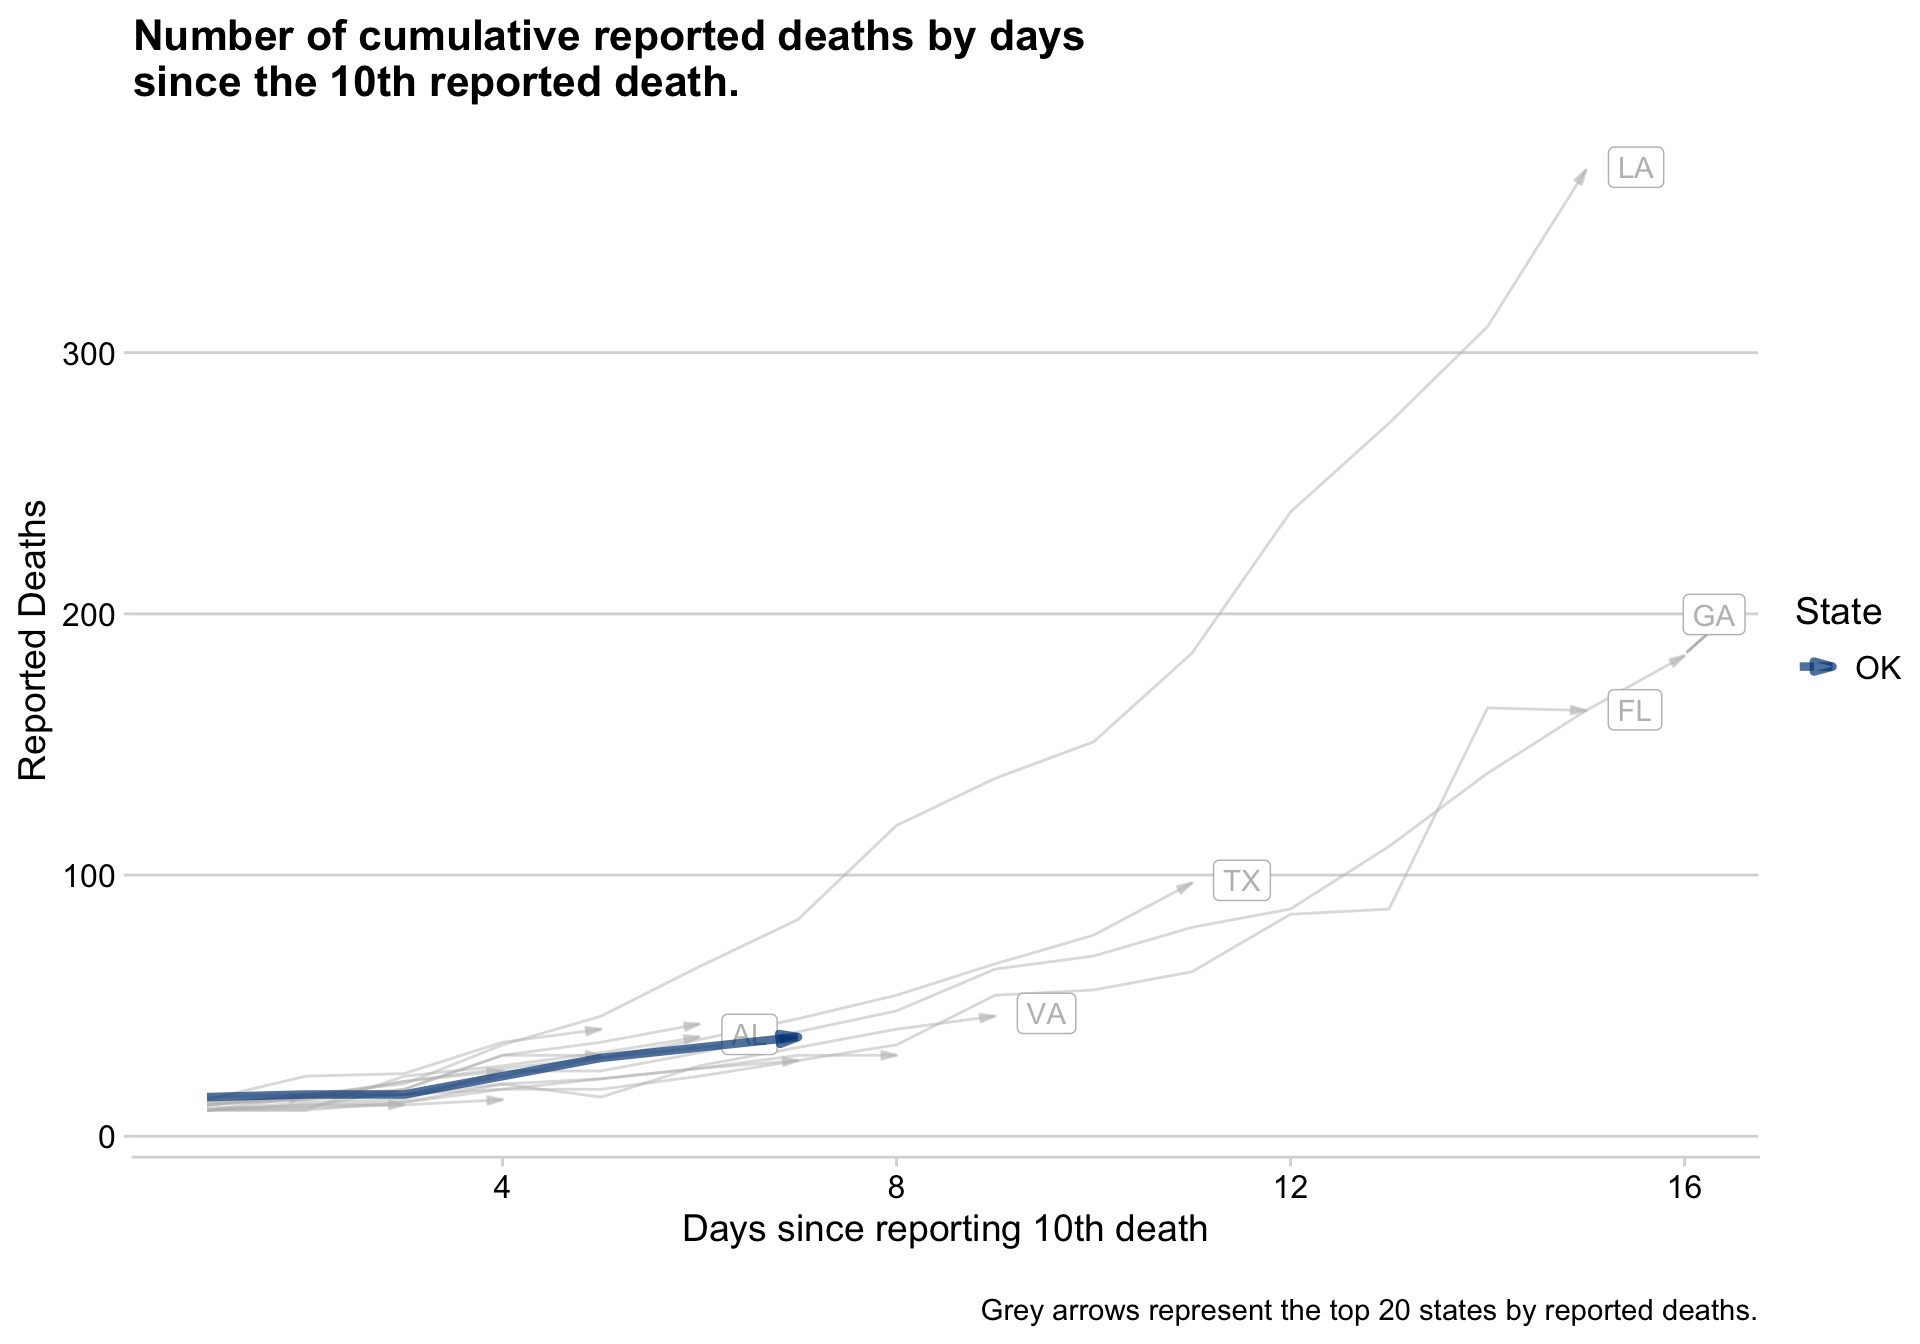 Number of cumulative reported deaths by days
since the 10th reported death.
LA
300
Reported Deaths
200
GA
State
OK
FL
100
TX
VA
AL
0
4
8
12
16
Days since reporting 10th death
Grey arrows represent the top 20 states by reported deaths.